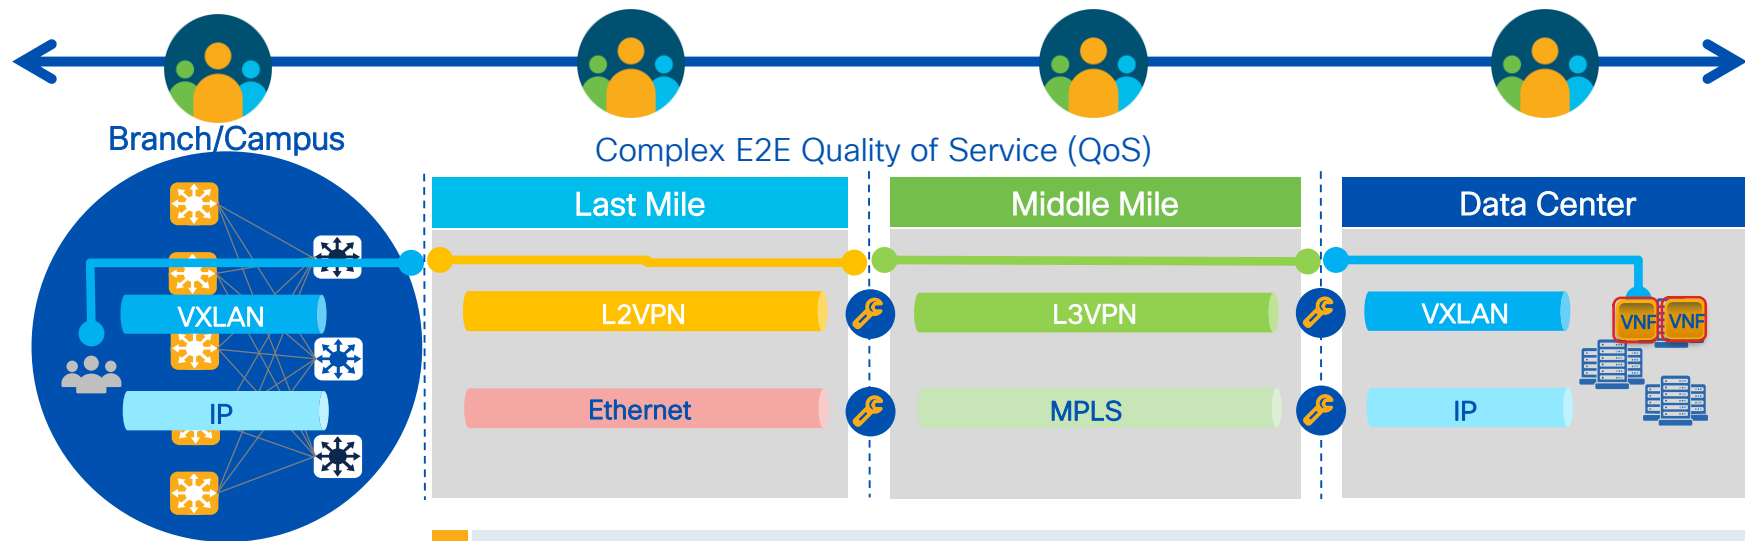 Branch/Campus
Complex E2E Quality of Service (QoS)
Last Mile
Middle Mile
Data Center
VXLAN
L2VPN
L3VPN
VXLAN
VNF
VNF
IP
Ethernet
MPLS
IP